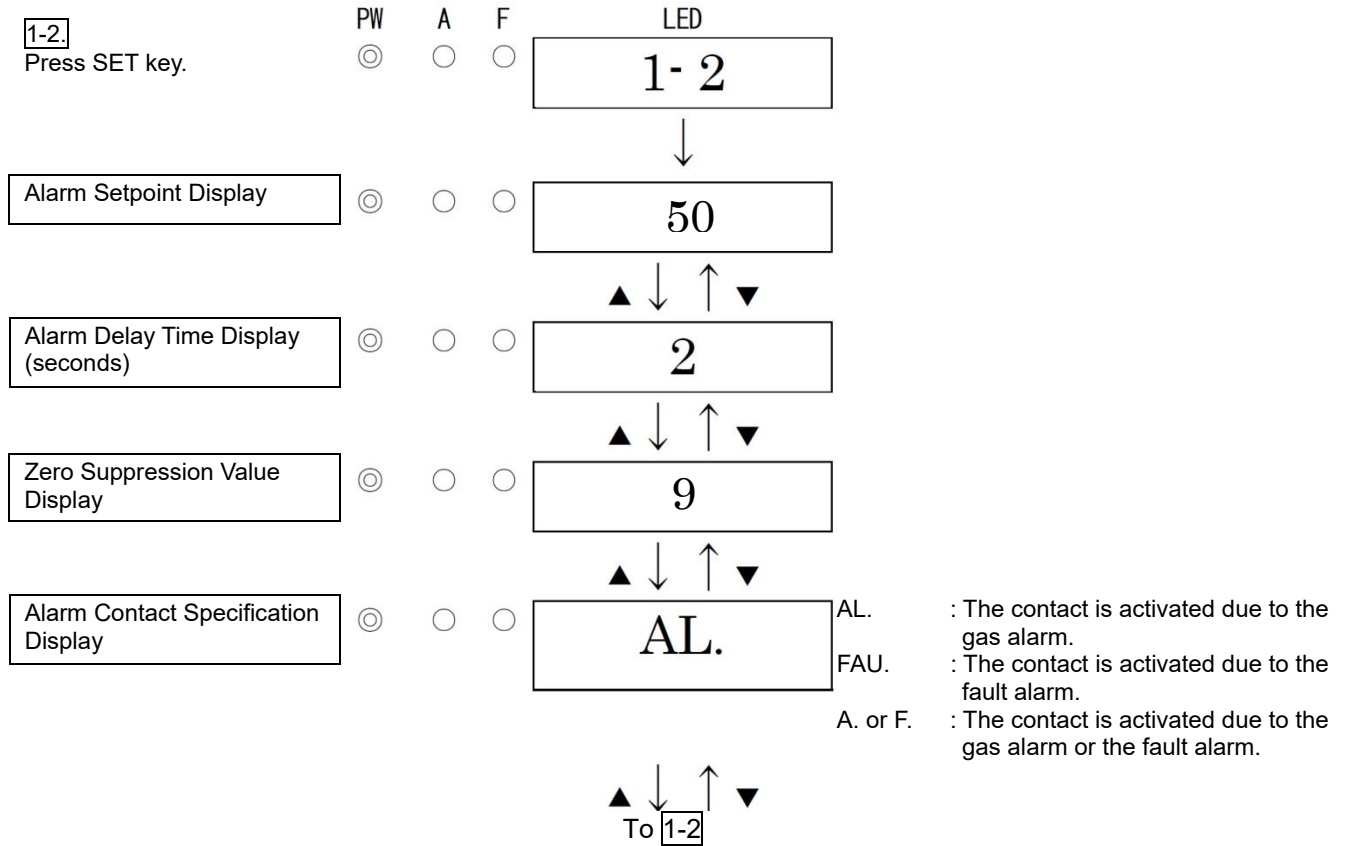 PW A F LED
1-2.
Press SET key.
1- 2
Alarm Setpoint Display
50
▲ ↓ ↑ ▼
Alarm Delay Time Display
(seconds)
2
▲ ↓ ↑ ▼
Zero Suppression Value
Display
9
▲ ↓ ↑ ▼
Alarm Contact Specification
Display
AL.
AL. : The contact is activated due to the
gas alarm.
FAU. : The contact is activated due to the
fault alarm.
A. or F. : The contact is activated due to the
gas alarm or the fault alarm.
▲ ↓ ↑ ▼
To 1-2